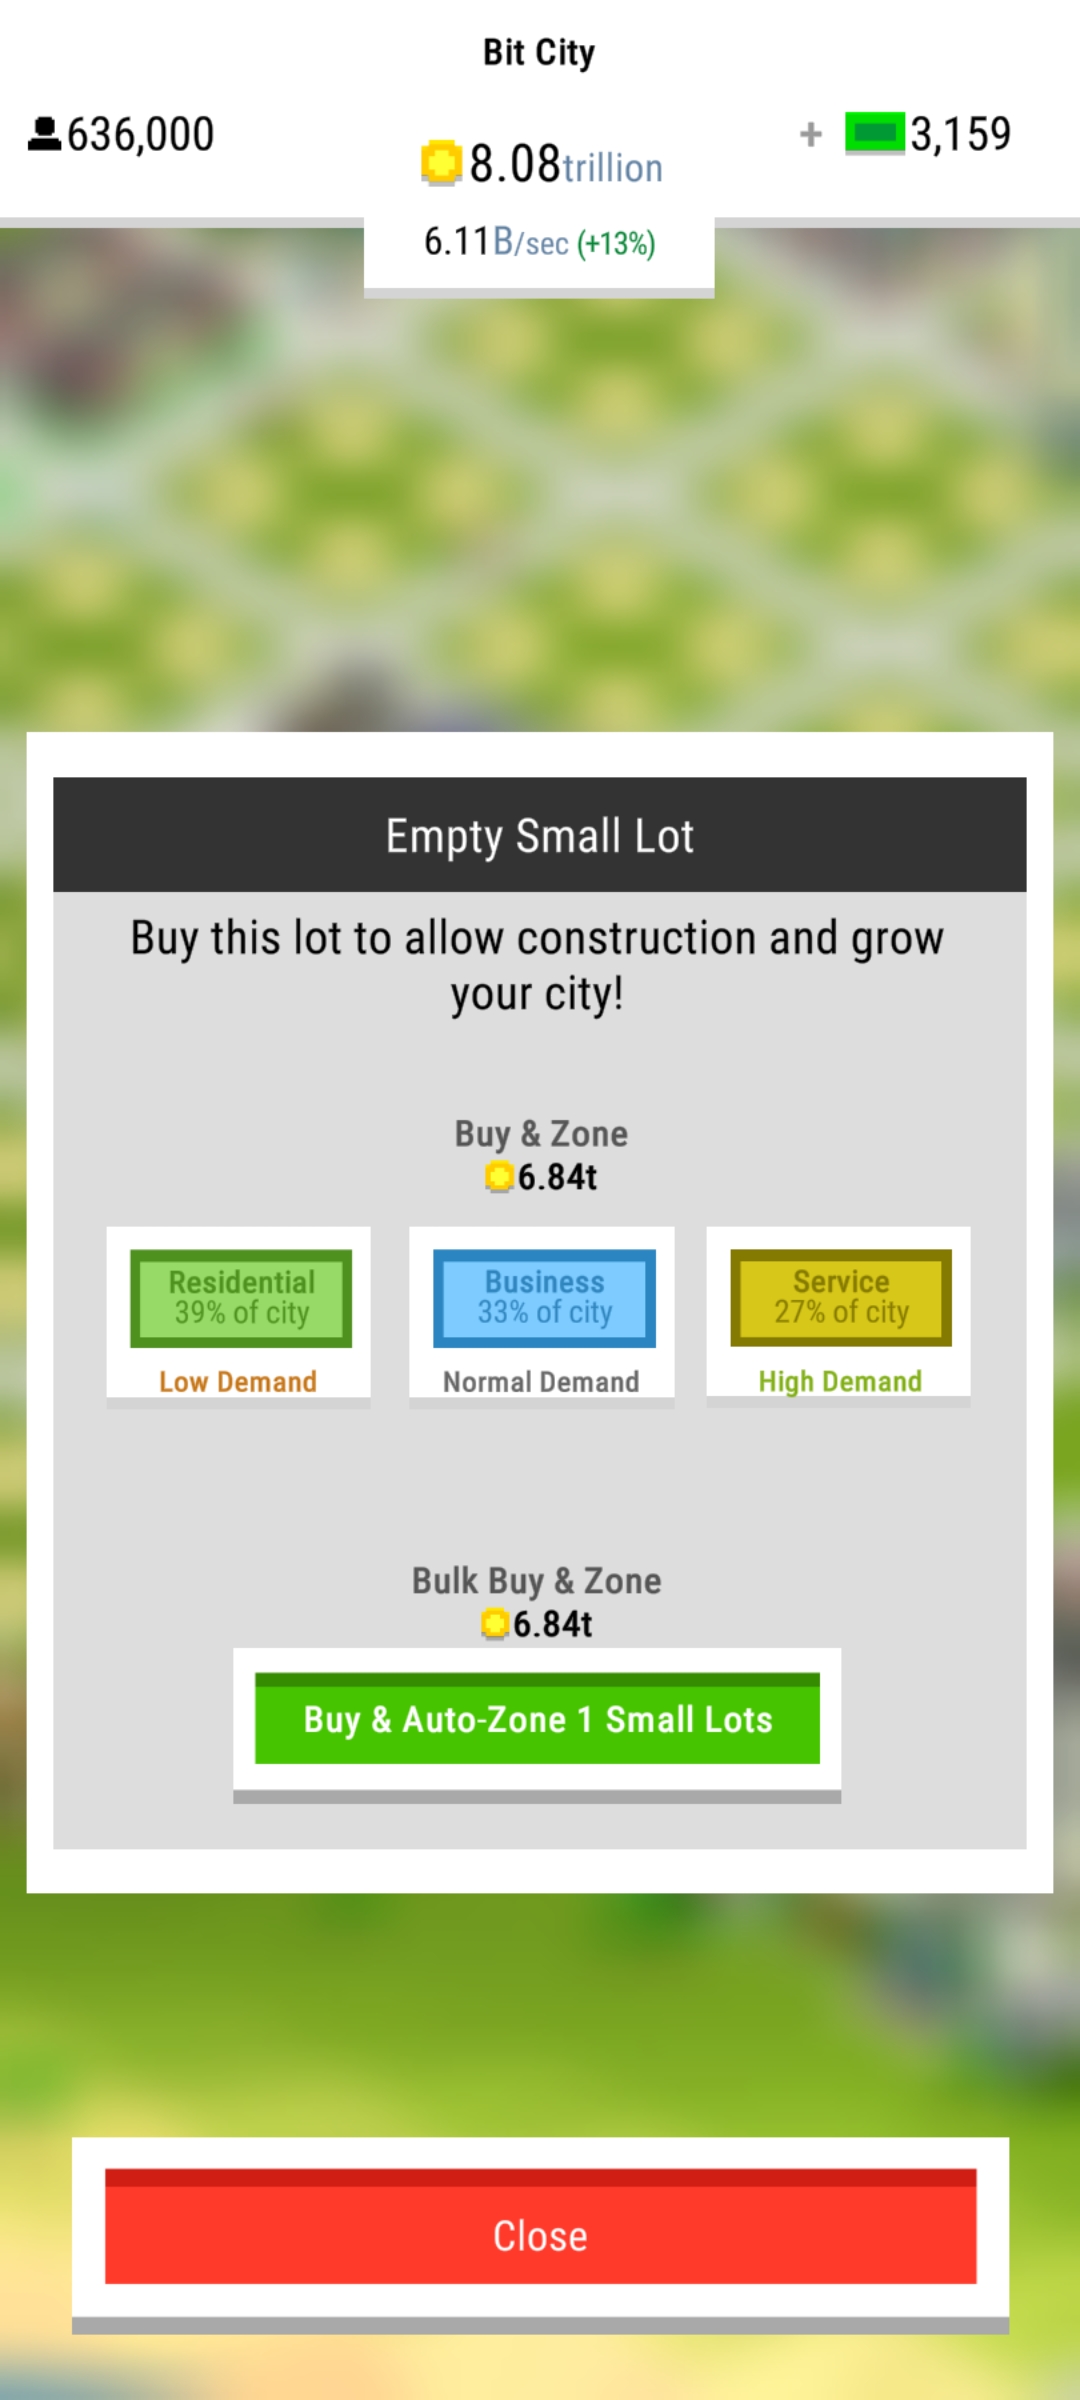 Bit City
636,000
8.08trillion
+ 3,159
6.11B/sec (+13%)
Empty Small Lot
Buy this lot to allow construction and grow
your city!
Buy & Zone
6.84t
Residential
39% of city
Low Demand
Business
33% of city
Normal Demand
Service
27% of city
High Demand
Bulk Buy & Zone
6.84t
Buy & Auto-Zone 1 Small Lots
Close